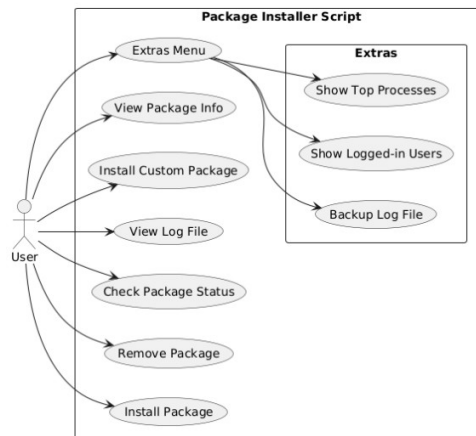 Package Installer Script
Extras Menu
Extras
Show Top Processes
View Package Info
Show Logged-in Users
Install Custom Package
Backup Log File
View Log File
User
Check Package Status
Remove Package
Install Package